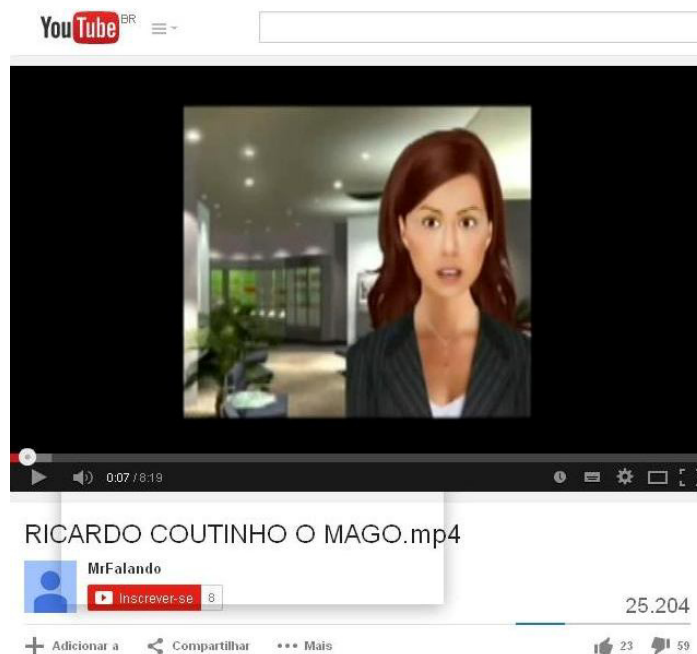 YouTube BR
0:07 / 8:19
RICARDO COUTINHO O MAGO.mp4
MrFalando
Inscrever-se 8
25.204
Adicionar a Compartilhar Mais 23 59